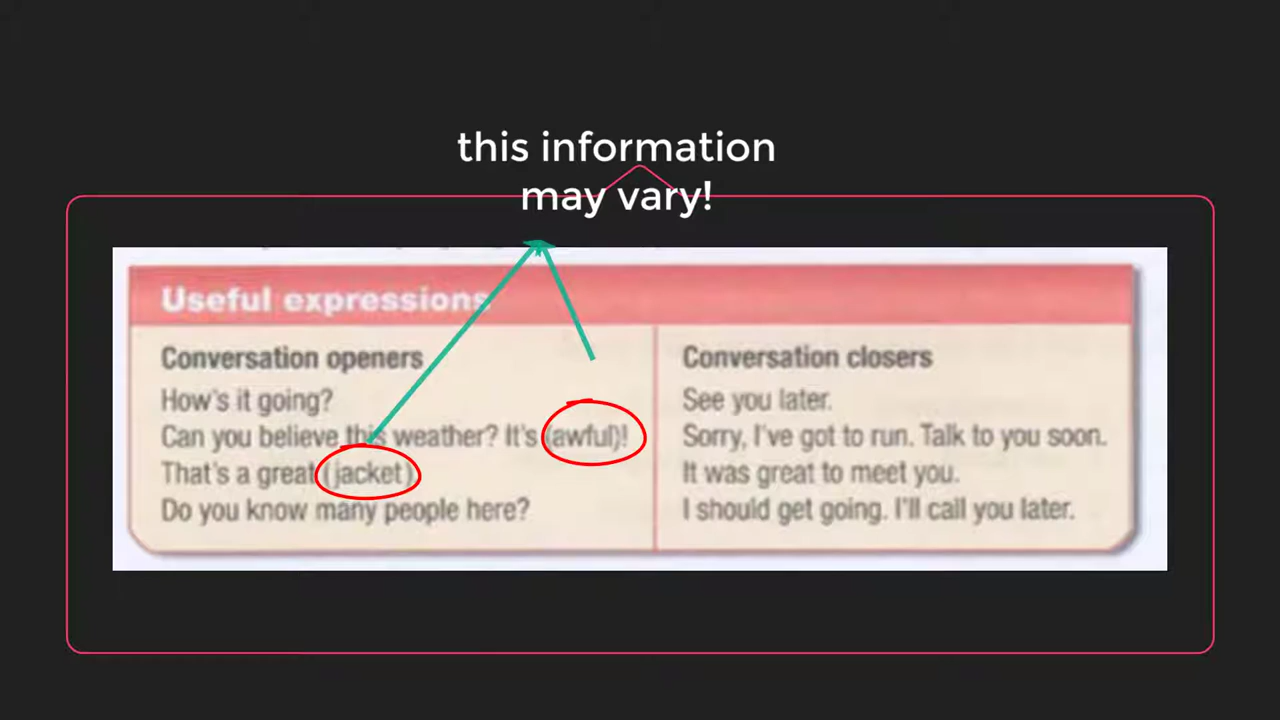 this information
may vary!
Useful expressions
Conversation openers
How's it going?
Can you believe this weather? It's (awful)!
That's a great (jacket).
Do you know many people here?
Conversation closers
See you later.
Sorry, I've got to run. Talk to you soon.
It was great to meet you.
I should get going. I'll call you later.